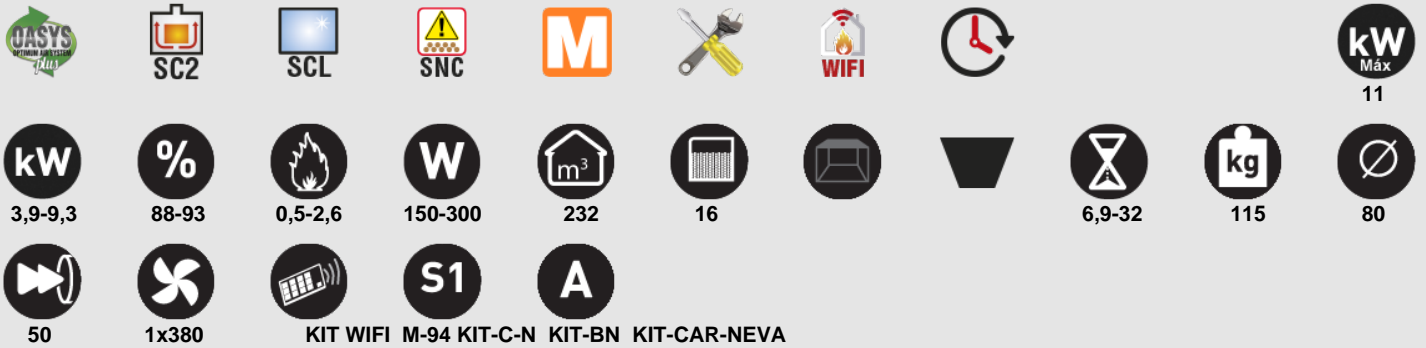 OASYS
OPTIMUM AIR SYSTEM
plus
SC2
SCL
SNC
M
WIFI
kW
Máx
11
kW
%
W
m³
kg
Ø
3,9-9,3
88-93
0,5-2,6
150-300
232
16
6,9-32
115
80
S1
A
50
1x380
KIT WIFI M-94 KIT-C-N KIT-BN KIT-CAR-NEVA